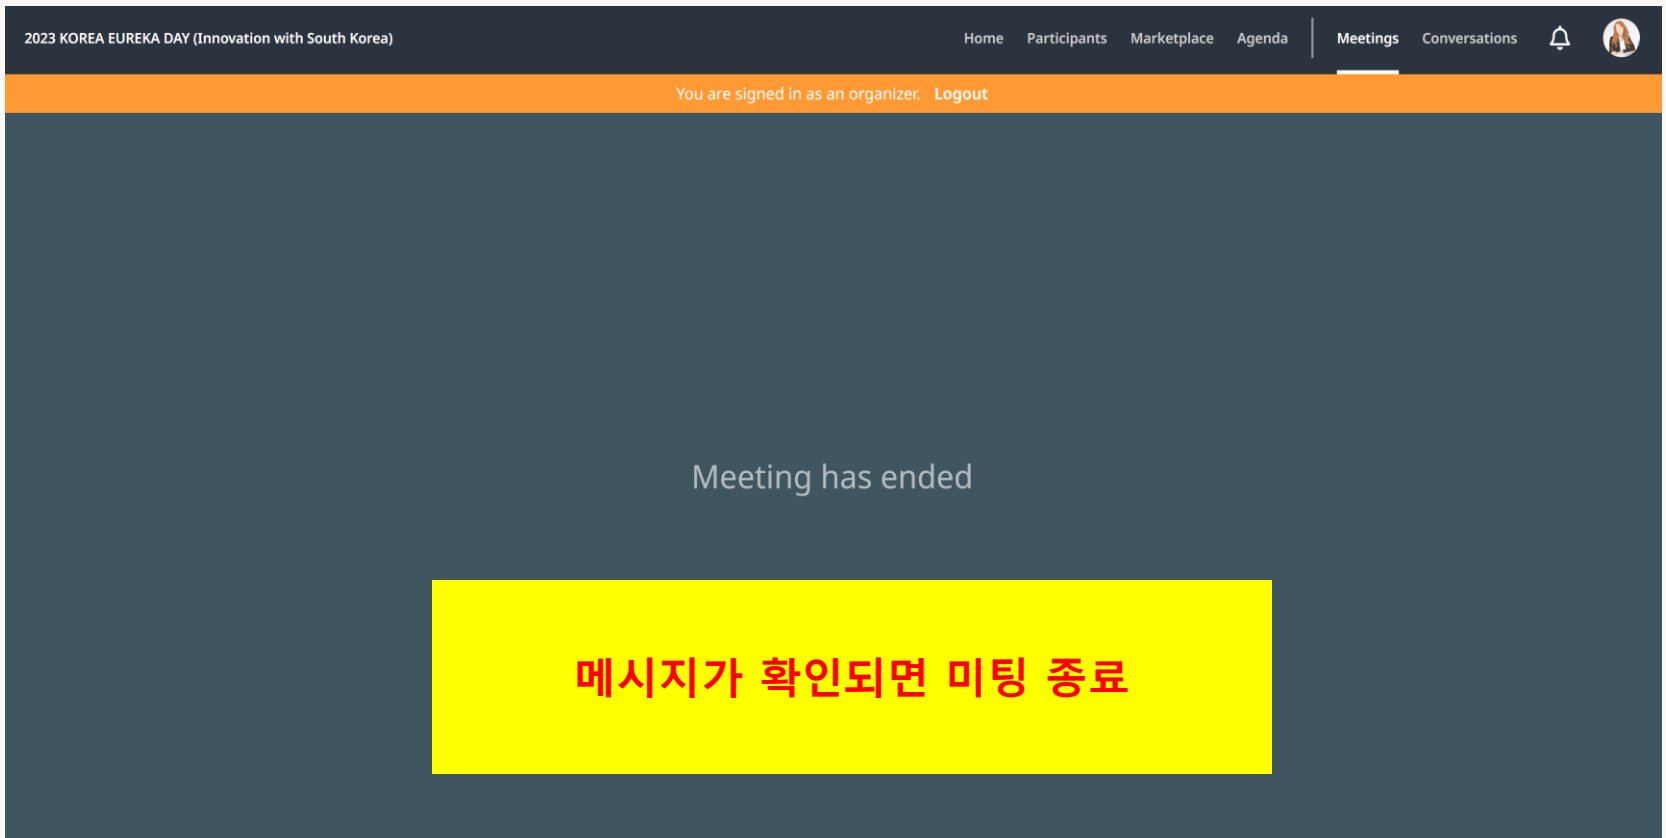 2023 KOREA EUREKA DAY (Innovation with South Korea)
Home Participants Marketplace Agenda Meetings Conversations
You are signed in as an organizer. Logout
Meeting has ended
메시지가 확인되면 미팅 종료